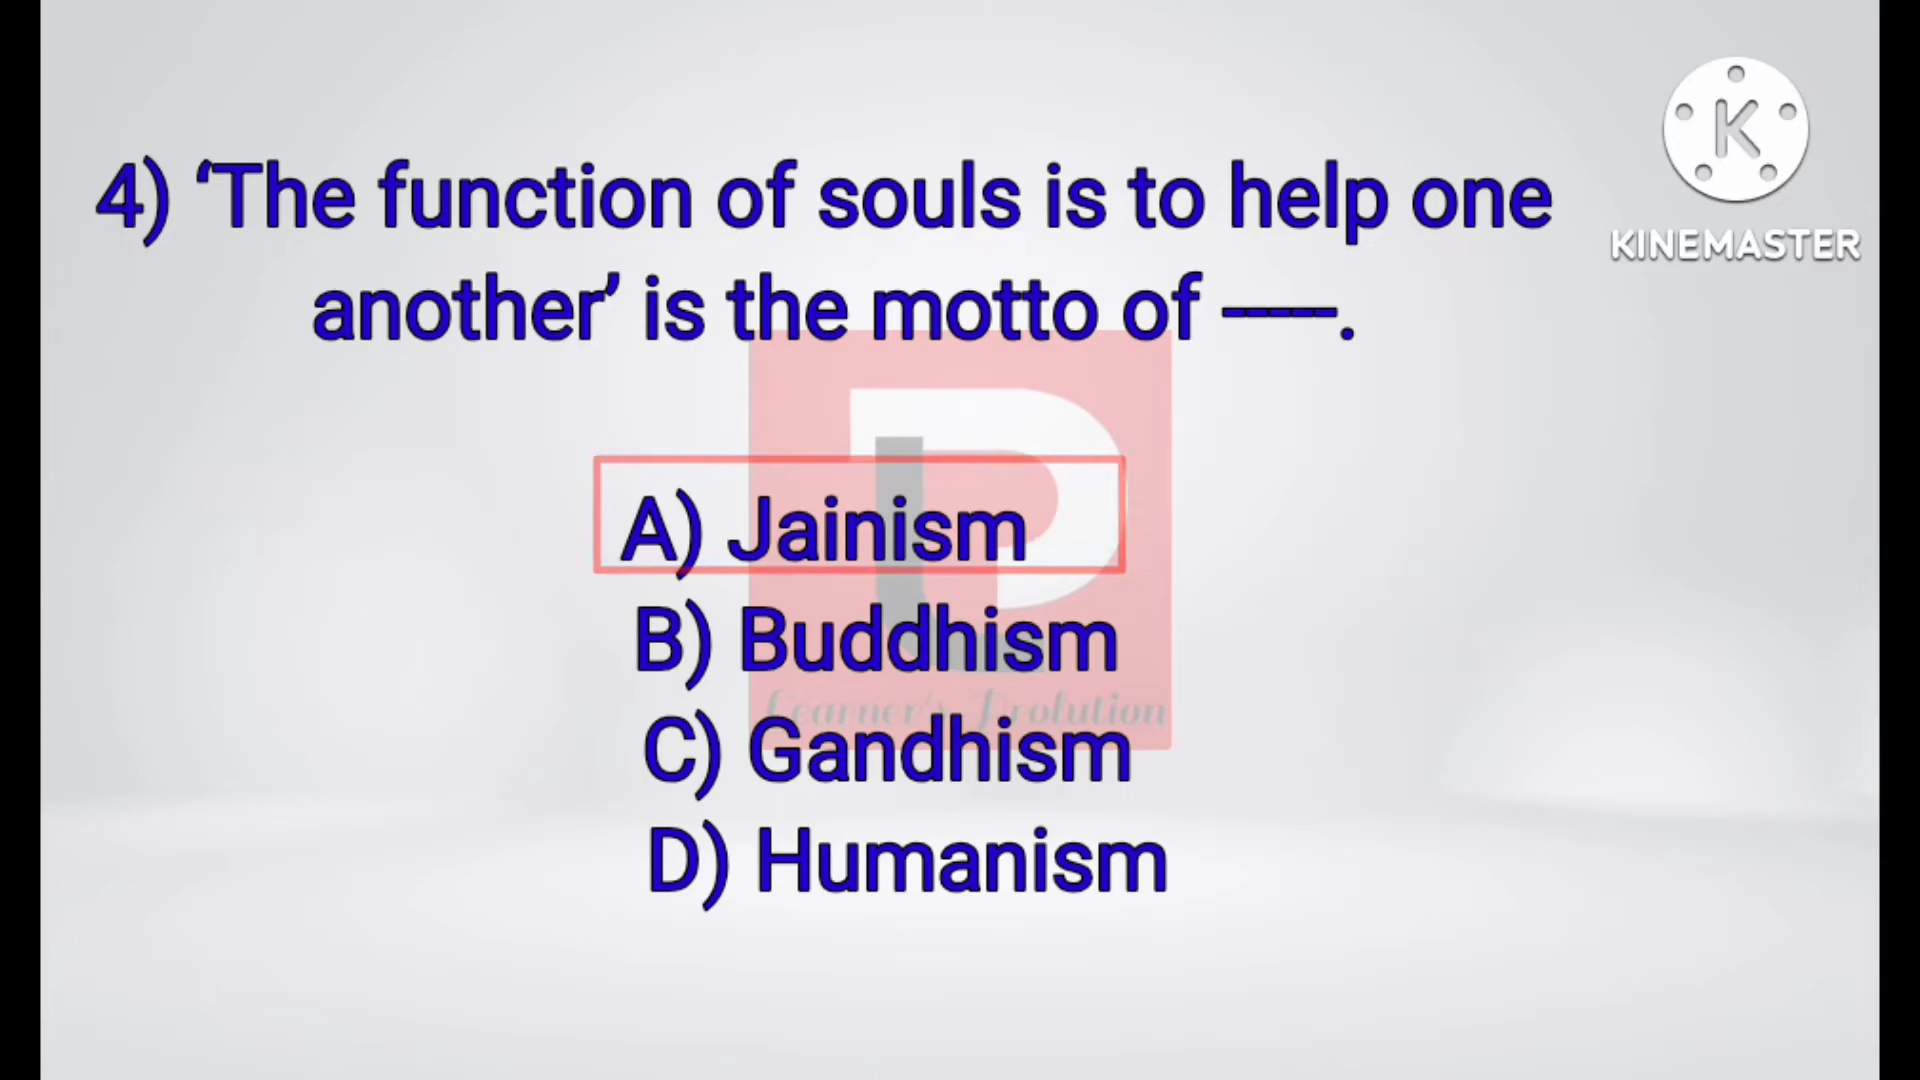 4) ‘The function of souls is to help one
another’ is the motto of -----.
K
KINEMASTER
A) Jainism
B) Buddhism
Learner's Prolution
C) Gandhism
D) Humanism